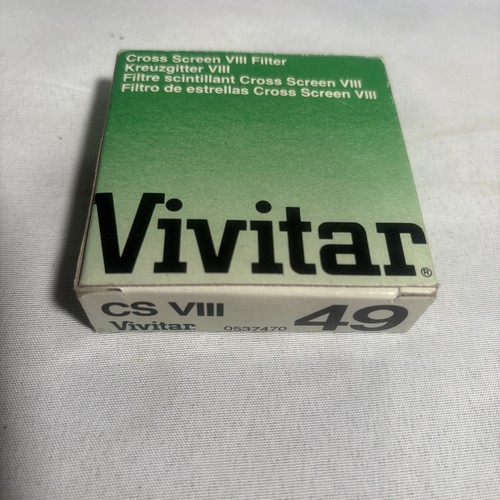 Cross Screen VIII Filter
Kreuzgitter VIII
Filtre scintillant Cross Screen VIII
Filtro de estrellas Cross Screen VIII
Vivitar®
CS VIII
Vivitar 0537470 49